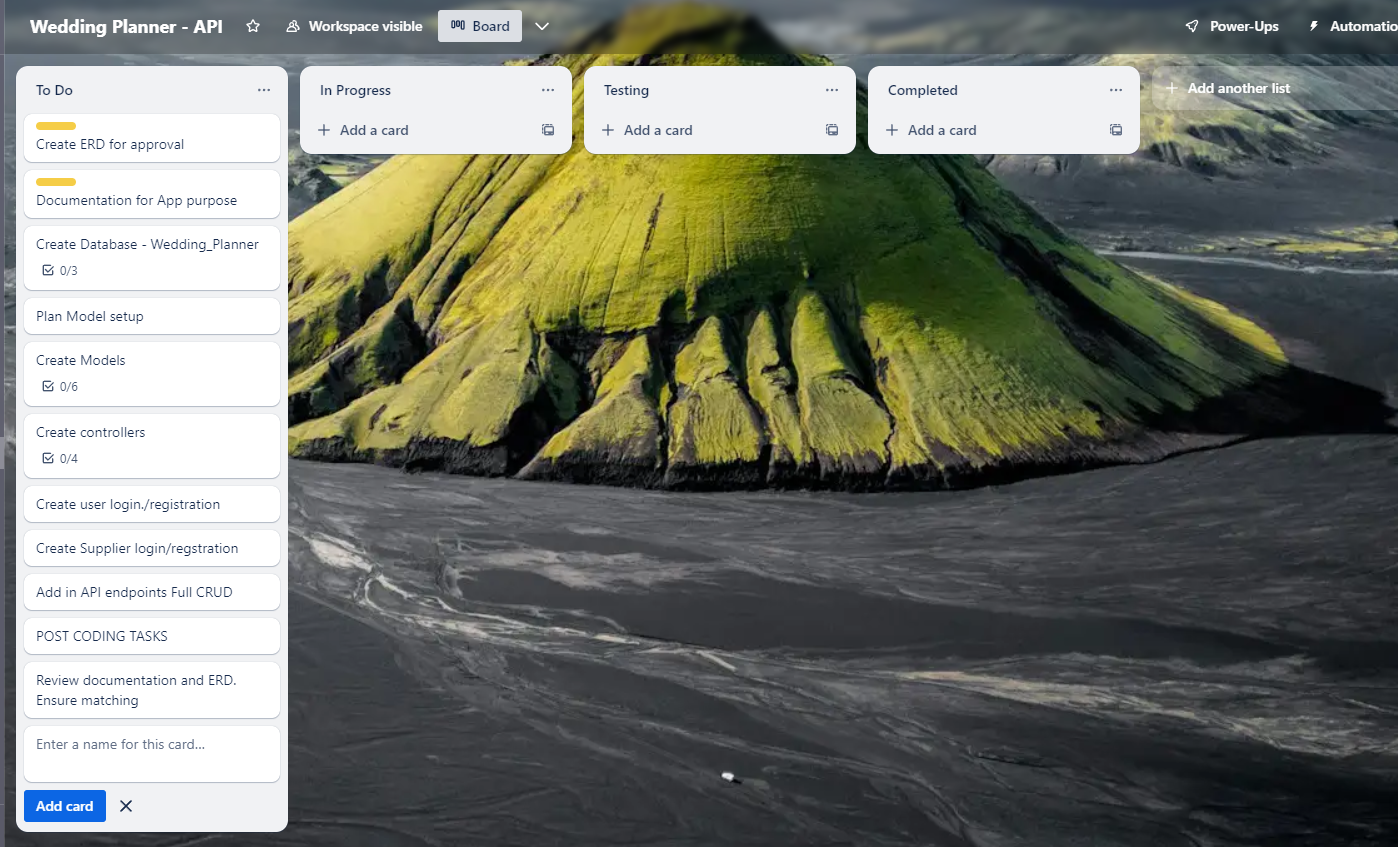 Wedding Planner - API
Workspace visible
Board
Power-Ups
Automatio
To Do
Create ERD for approval
Documentation for App purpose
Create Database - Wedding_Planner
0/3
Plan Model setup
Create Models
0/6
Create controllers
0/4
Create user login./registration
Create Supplier login/regstration
Add in API endpoints Full CRUD
POST CODING TASKS
Review documentation and ERD.
Ensure matching
Enter a name for this card...
Add card
In Progress
Add a card
Testing
Add a card
Completed
Add a card
Add another list